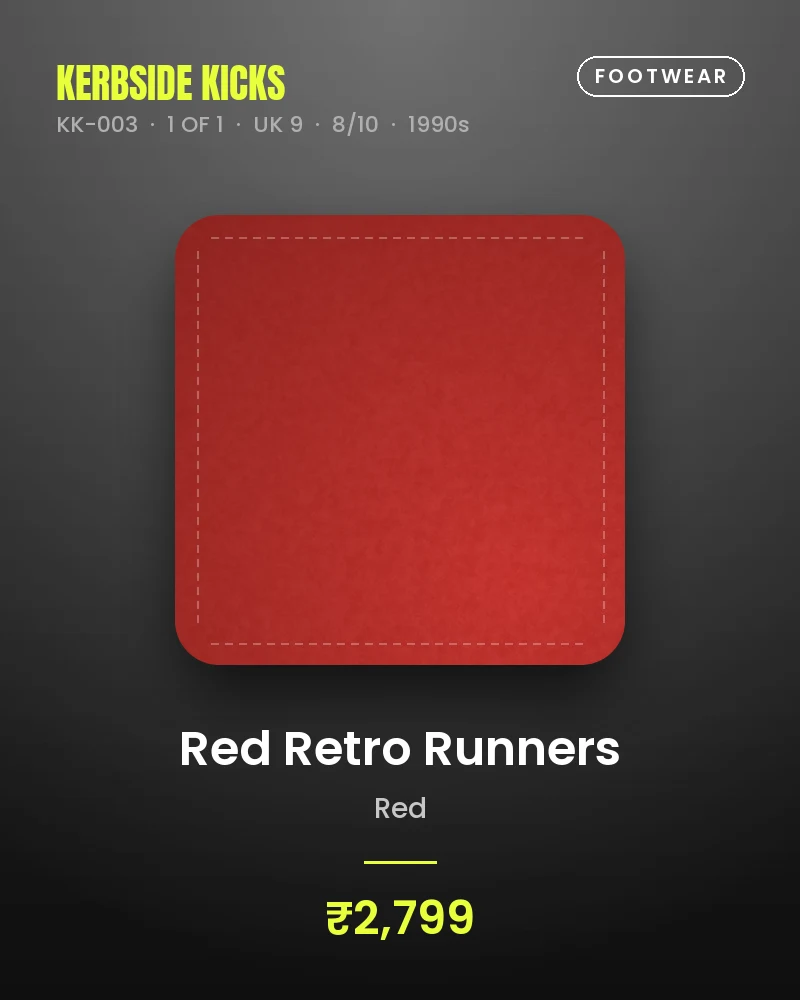 KERBSIDE KICKS
FOOTWEAR
KK-003 · 1 OF 1 · UK 9 · 8/10 · 1990s
Red Retro Runners
Red
₹2,799